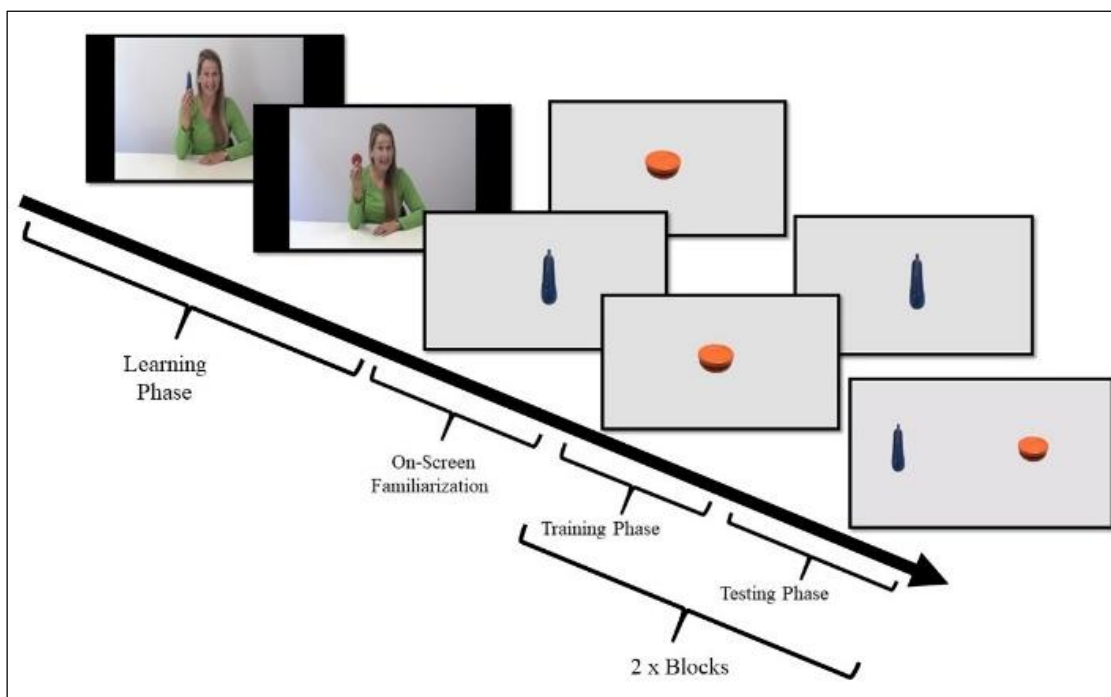 Learning
Phase
On-Screen
Familiarization
Training Phase
Testing Phase
2 x Blocks